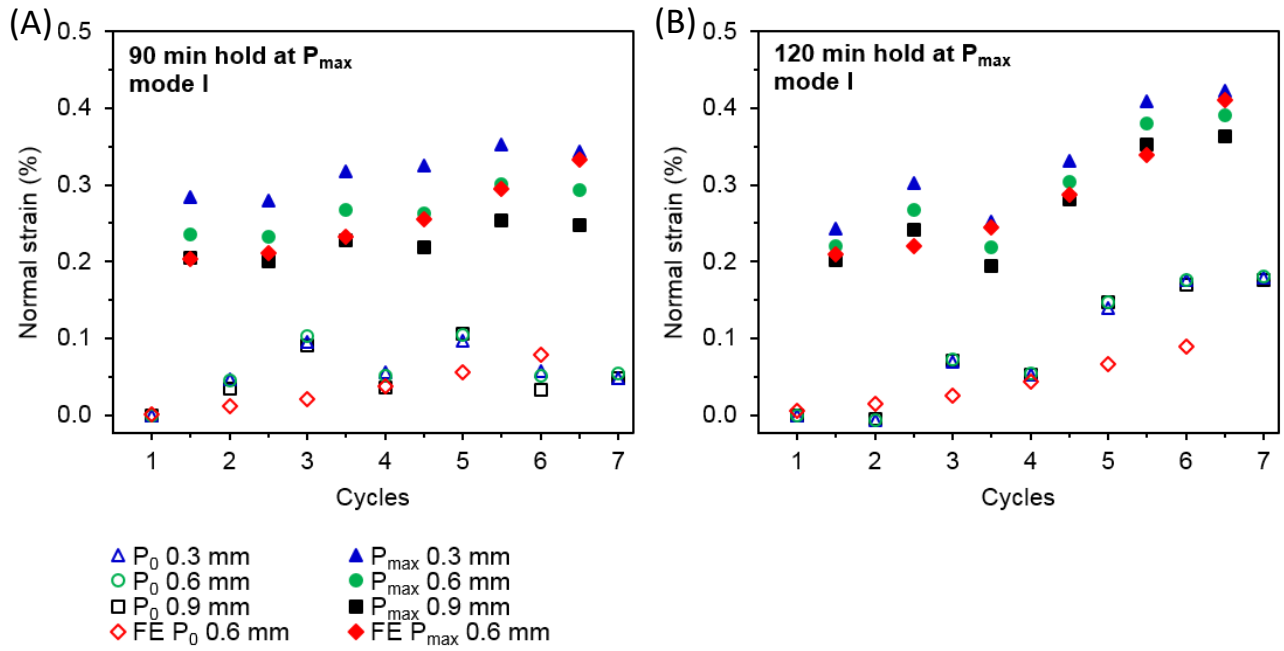 (A)
90 min hold at Pmax
mode I
Normal strain (%)
0.5
0.4
0.3
0.2
0.1
0.0
1 2 3 4 5 6 7
Cycles
(B)
120 min hold at Pmax
mode I
Normal strain (%)
0.5
0.4
0.3
0.2
0.1
0.0
1 2 3 4 5 6 7
Cycles
P0 0.3 mm
P0 0.6 mm
P0 0.9 mm
FE P0 0.6 mm
Pmax 0.3 mm
Pmax 0.6 mm
Pmax 0.9 mm
FE Pmax 0.6 mm